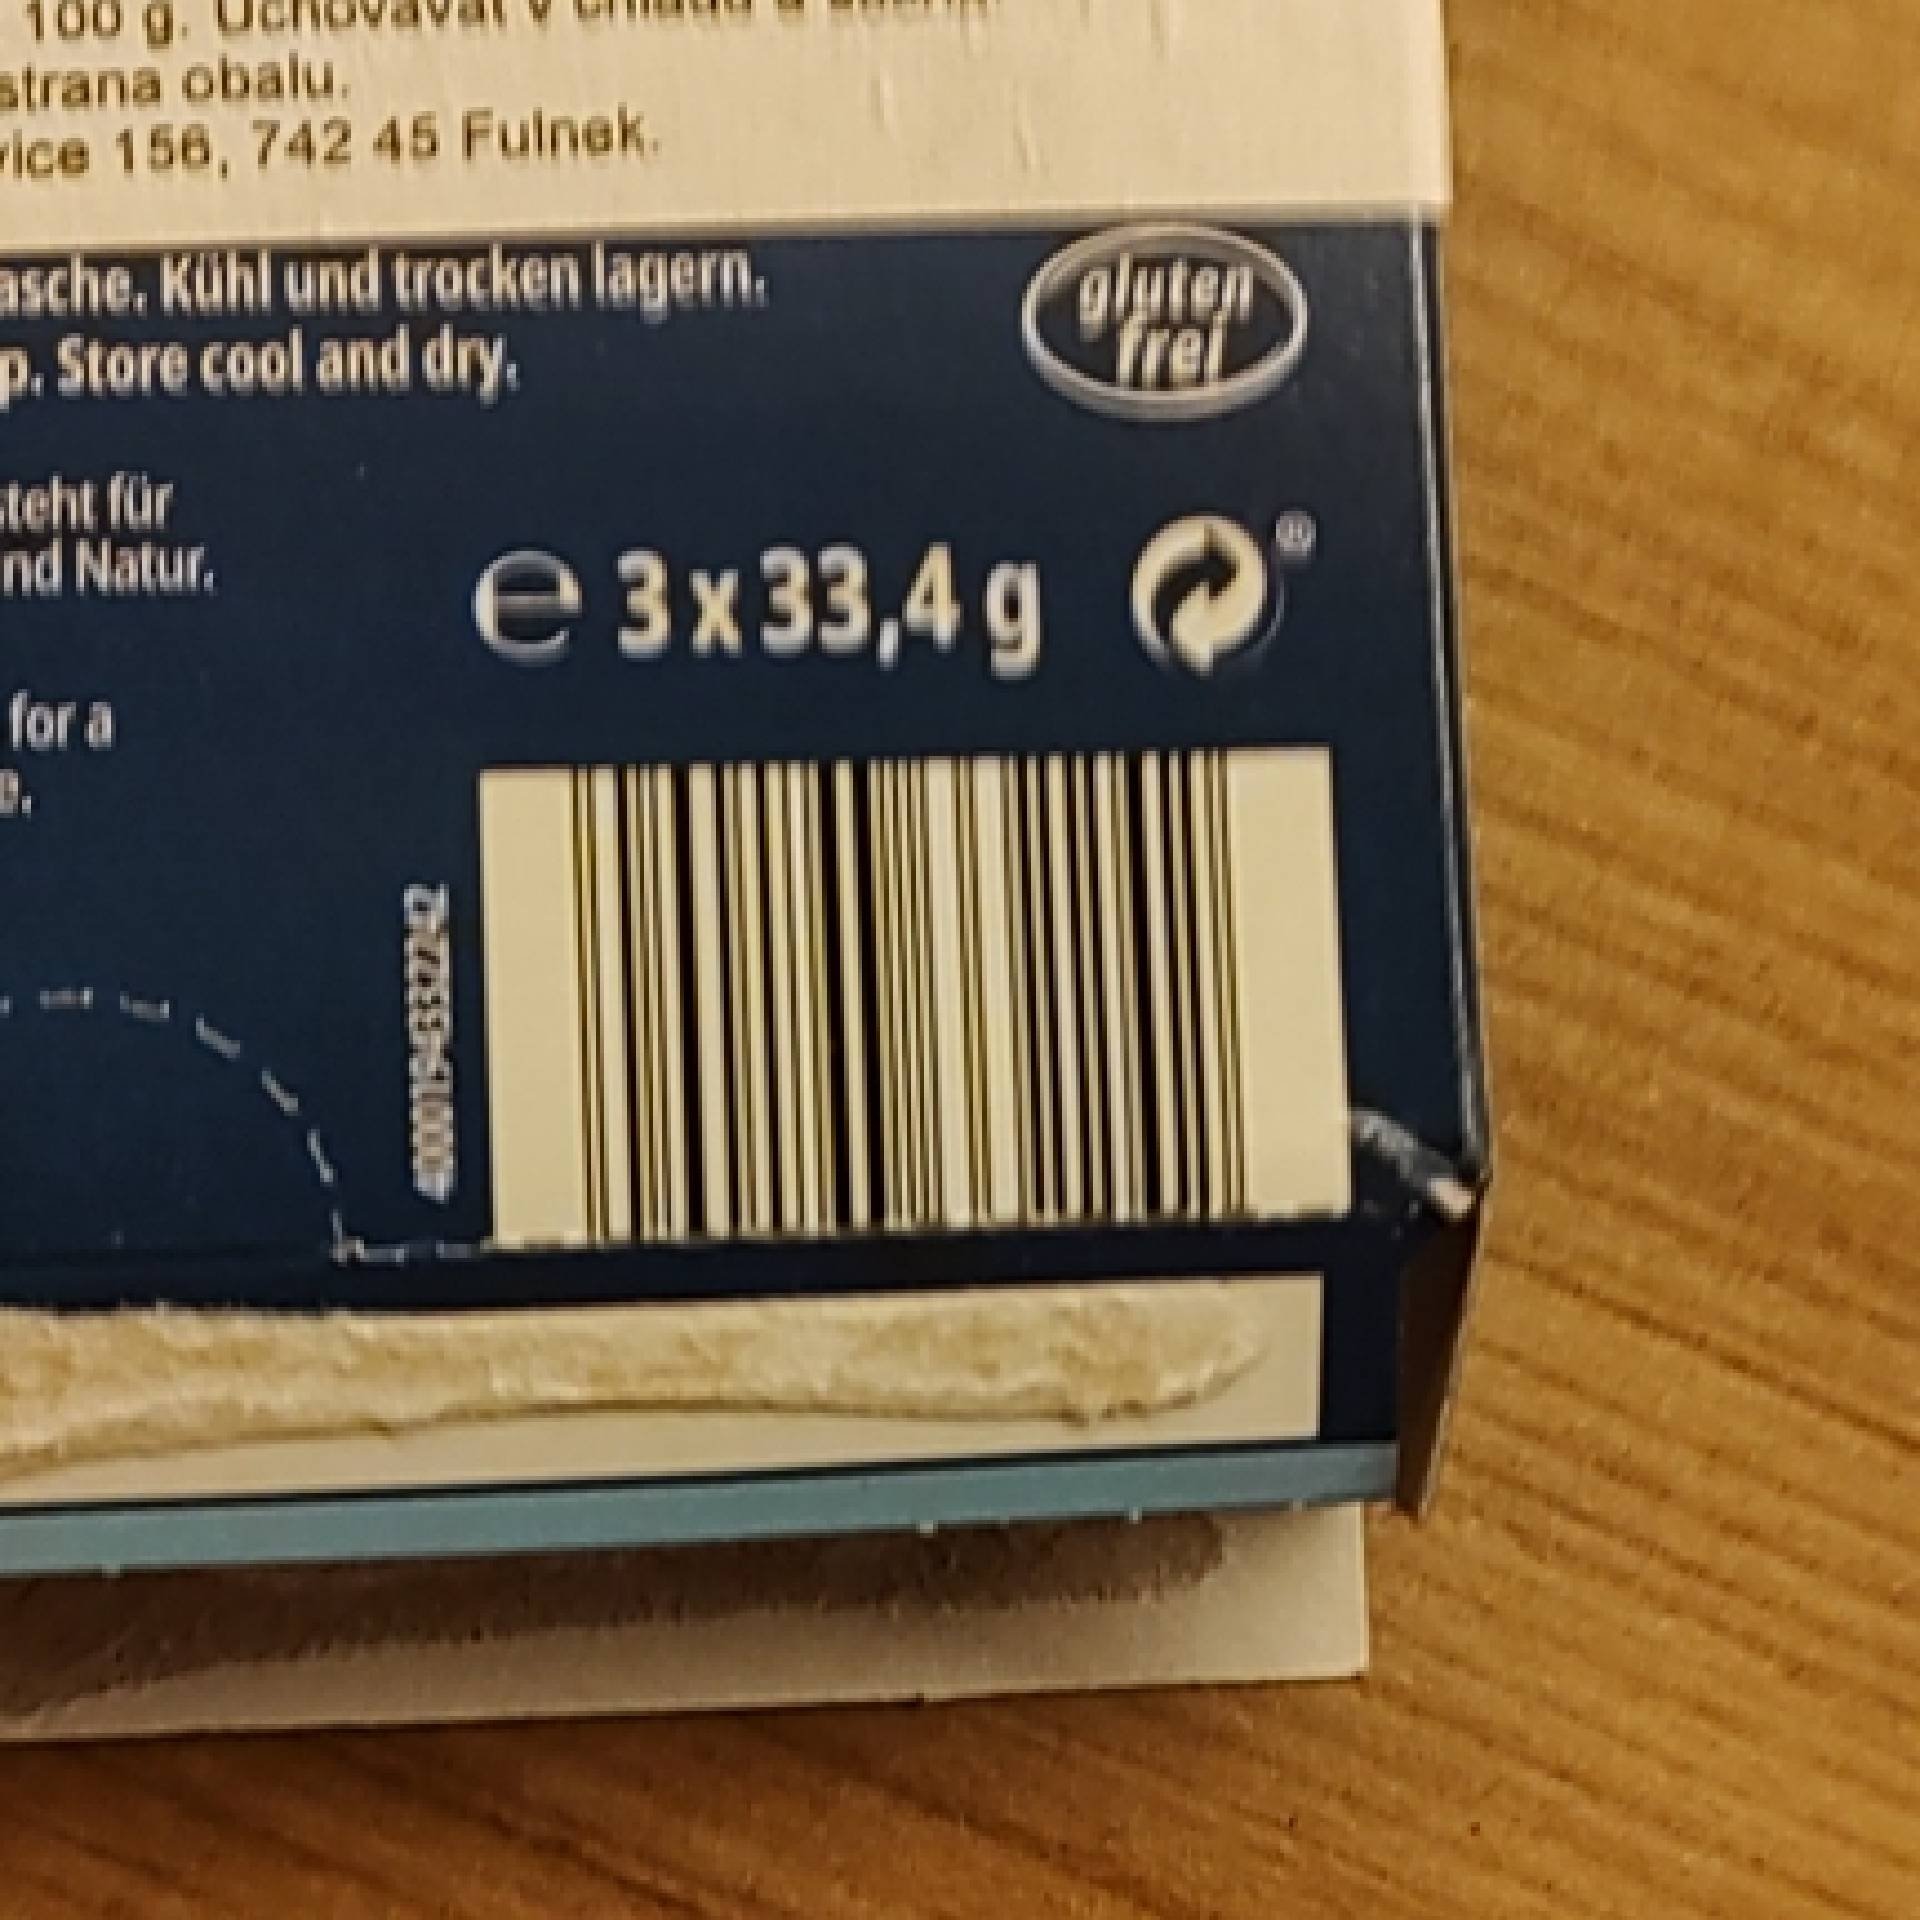 100 g. Uchovávat v chladu a
strana obalu.
vice 156, 742 45 Fulnek.
asche. Kühl und trocken lagern.
p. Store cool and dry.
gluten
frei
steht für
nd Natur.
e 3 x 33,4 g
®
for a
e.